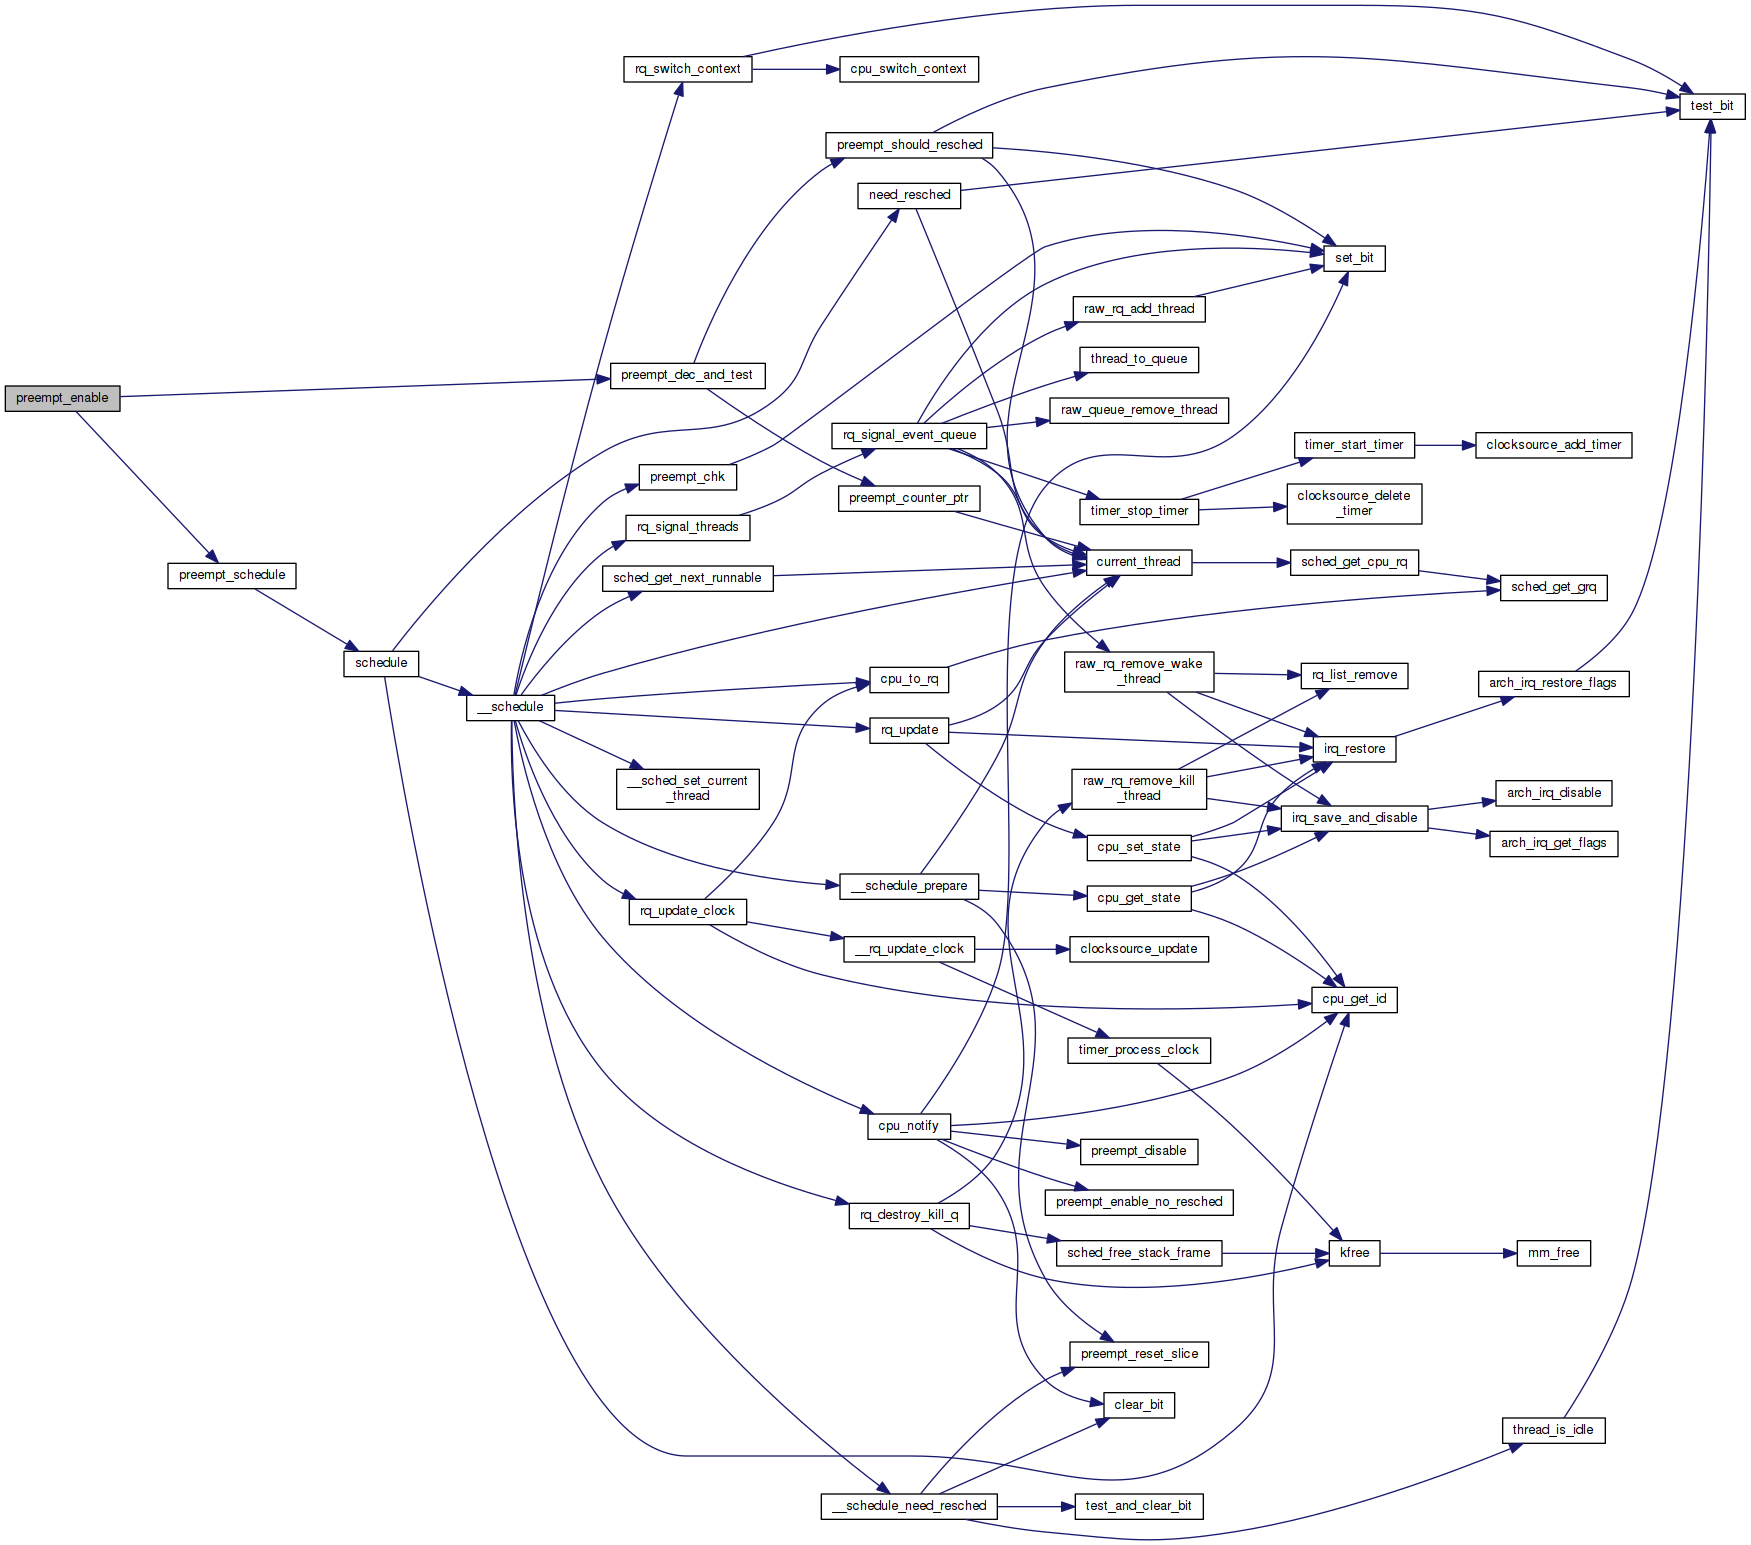 preempt_enable
preempt_dec_and_test
preempt_schedule
schedule
__schedule
rq_switch_context
cpu_switch_context
test_bit
preempt_should_resched
need_resched
set_bit
raw_rq_add_thread
thread_to_queue
raw_queue_remove_thread
rq_signal_event_queue
timer_start_timer
clocksource_add_timer
preempt_chk
preempt_counter_ptr
timer_stop_timer
clocksource_delete
_timer
rq_signal_threads
sched_get_next_runnable
current_thread
sched_get_cpu_rq
sched_get_grq
cpu_to_rq
raw_rq_remove_wake
_thread
rq_list_remove
arch_irq_restore_flags
rq_update
irq_restore
__sched_set_current
_thread
raw_rq_remove_kill
_thread
arch_irq_disable
irq_save_and_disable
arch_irq_get_flags
cpu_set_state
__schedule_prepare
cpu_get_state
rq_update_clock
__rq_update_clock
clocksource_update
cpu_get_id
timer_process_clock
cpu_notify
preempt_disable
preempt_enable_no_resched
rq_destroy_kill_q
sched_free_stack_frame
kfree
mm_free
preempt_reset_slice
clear_bit
thread_is_idle
__schedule_need_resched
test_and_clear_bit